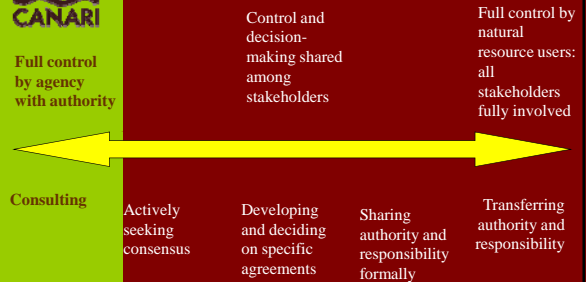 CANARI
Full control
by agency
with authority
Control and
decision-
making shared
among
stakeholders
Full control by
natural
resource users:
all
stakeholders
fully involved
Consulting
Actively
seeking
consensus
Developing
and deciding
on specific
agreements
Sharing
authority and
responsibility
formally
Transferring
authority and
responsibility